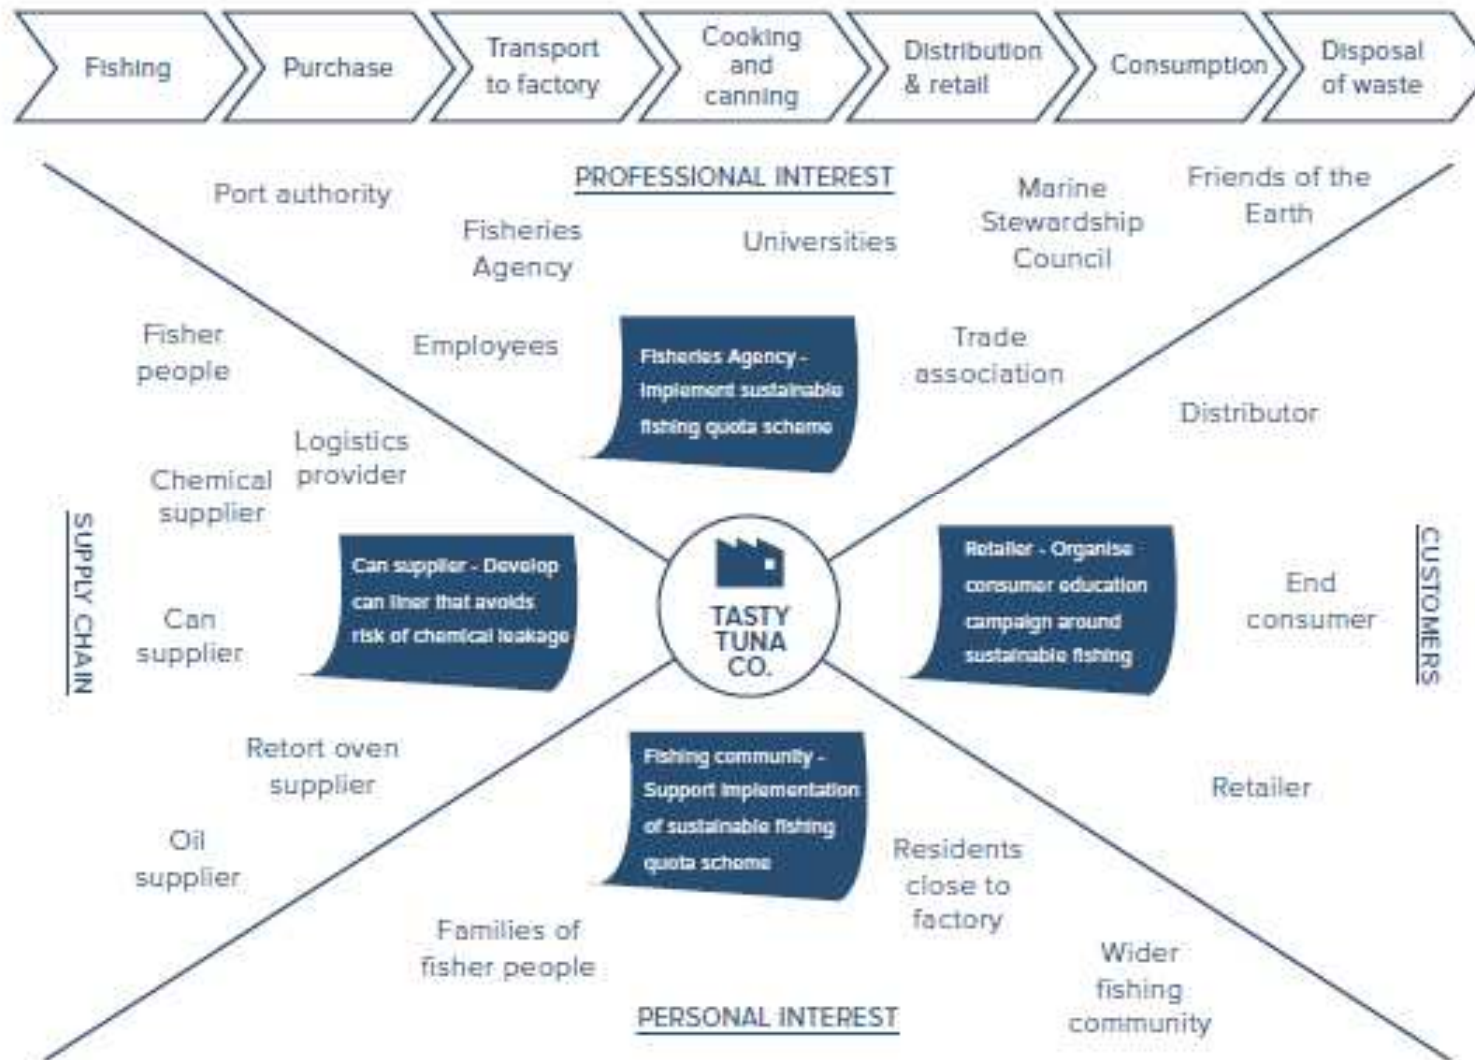 Fishing
Purchase
Transport
to factory
Cooking
and
canning
Distribution
& retail
Consumption
Disposal
of waste
PROFESSIONAL INTEREST
Port authority
Fisheries
Agency
Universities
Marine
Stewardship
Council
Friends of the
Earth
Employees
Fisheries Agency -
Implement sustainable
fishing quota scheme
Trade
association
SUPPLY CHAIN
Fisher
people
Logistics
provider
Chemical
supplier
Can supplier - Develop
can liner that avoids
risk of chemical leakage
Can
supplier
Retort oven
supplier
Oil
supplier
TASTY
TUNA
CO.
Distributor
Retailer - Organise
consumer education
campaign around
sustainable fishing
End
consumer
CUSTOMERS
Retailer
Fishing community -
Support implementation
of sustainable fishing
quota scheme
Residents
close to
factory
Families of
fisher people
Wider
fishing
community
PERSONAL INTEREST